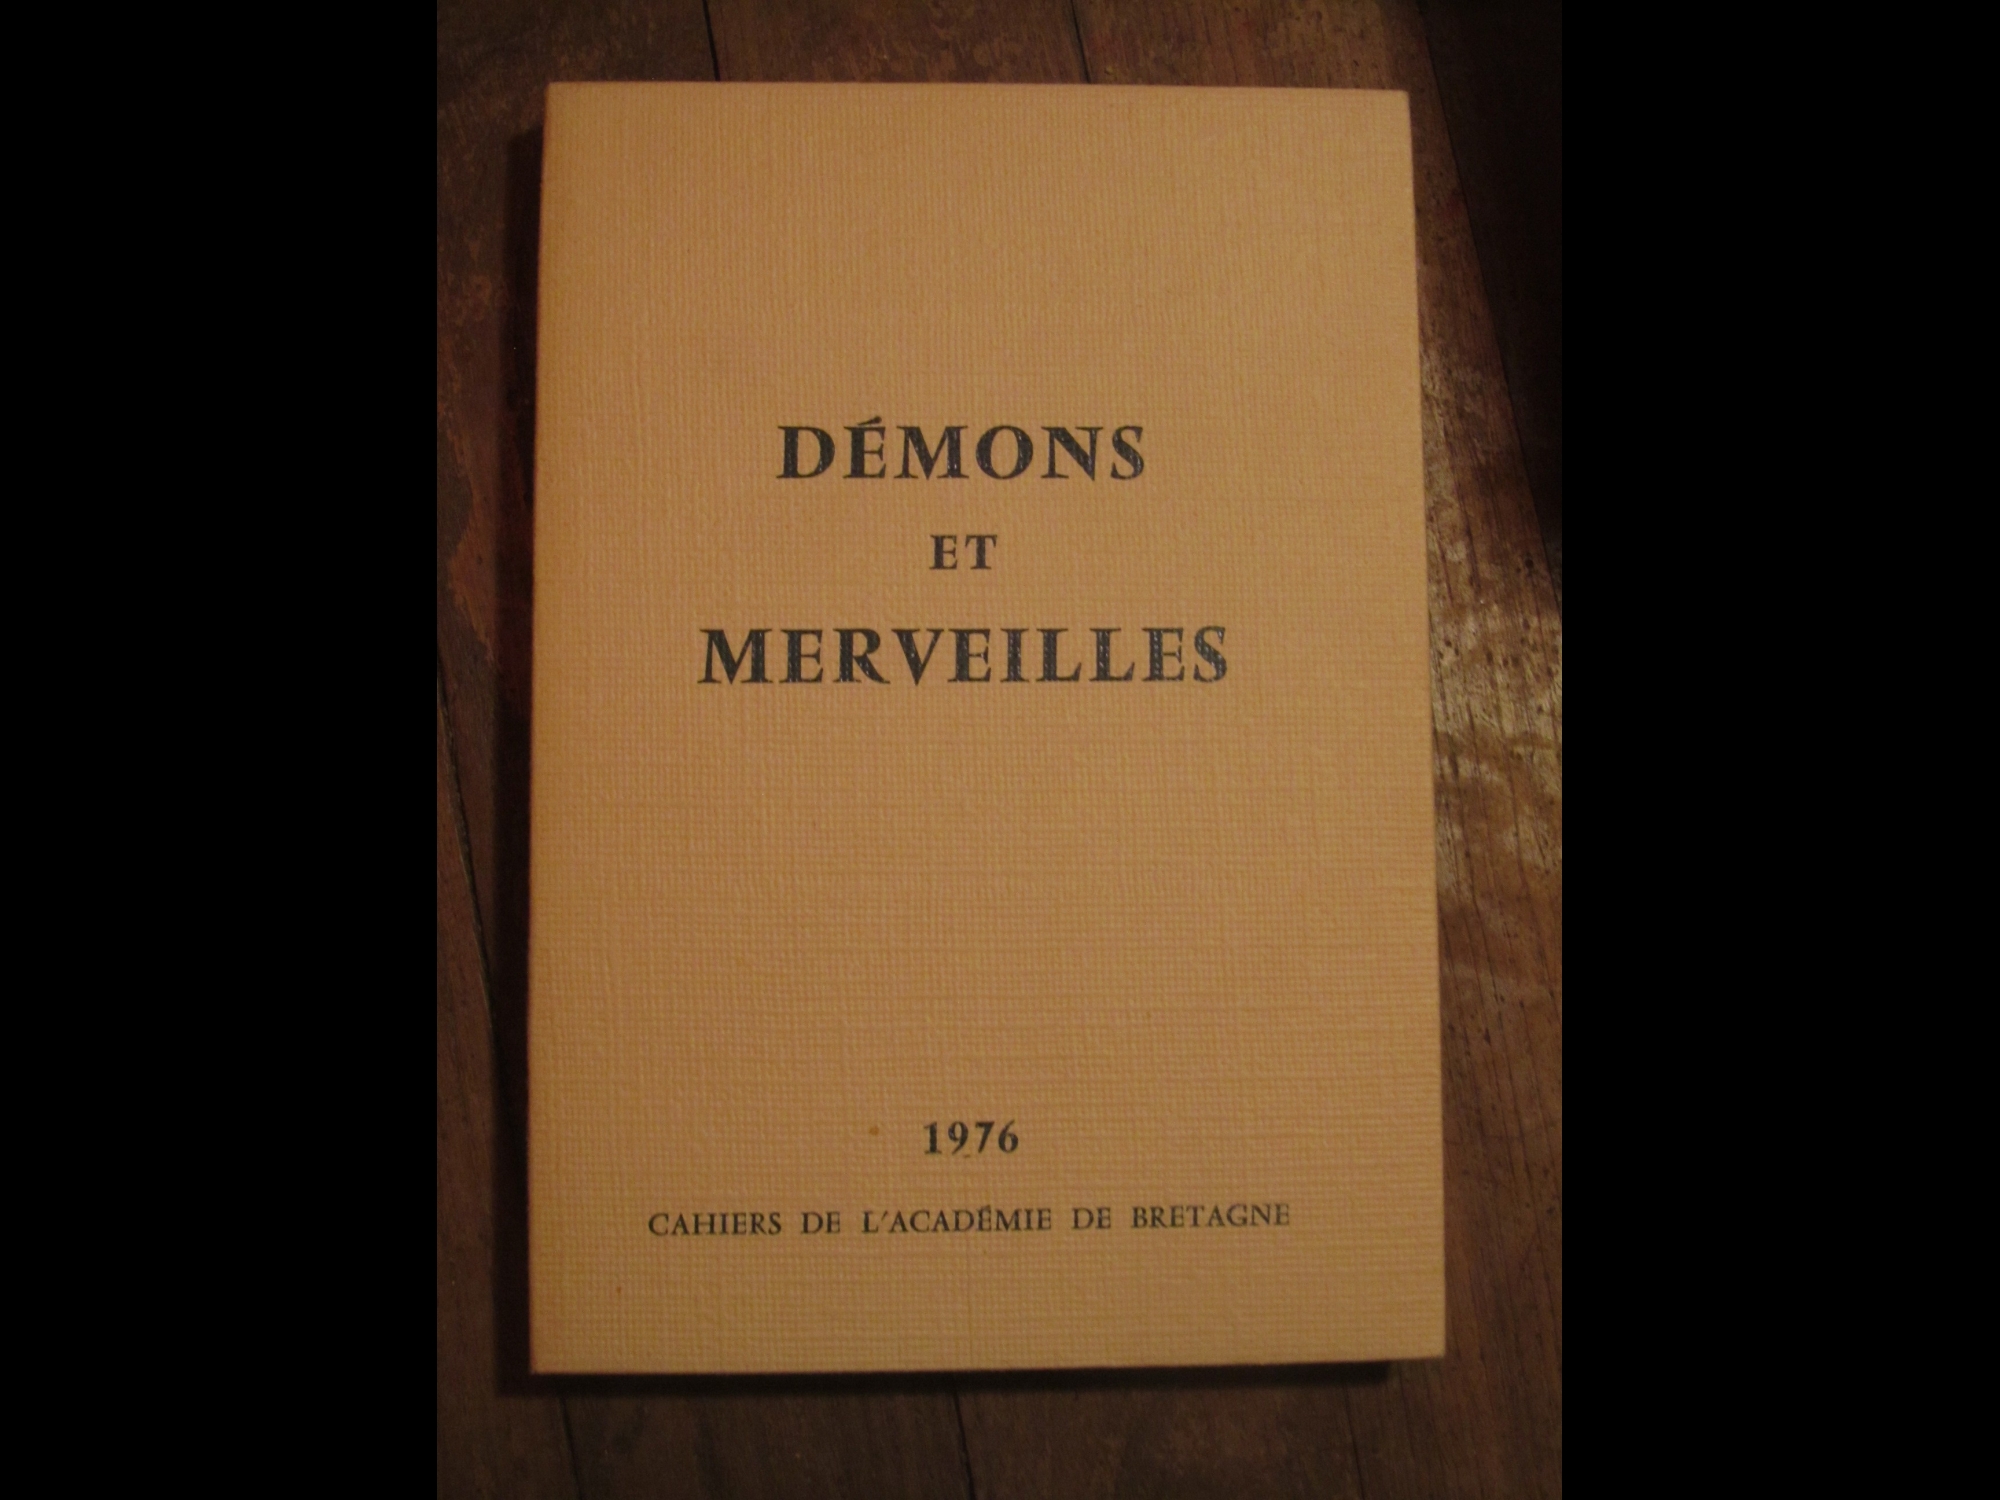 DÉMONS
ET
MERVEILLES
1976
CAHIERS DE L'ACADÉMIE DE BRETAGNE